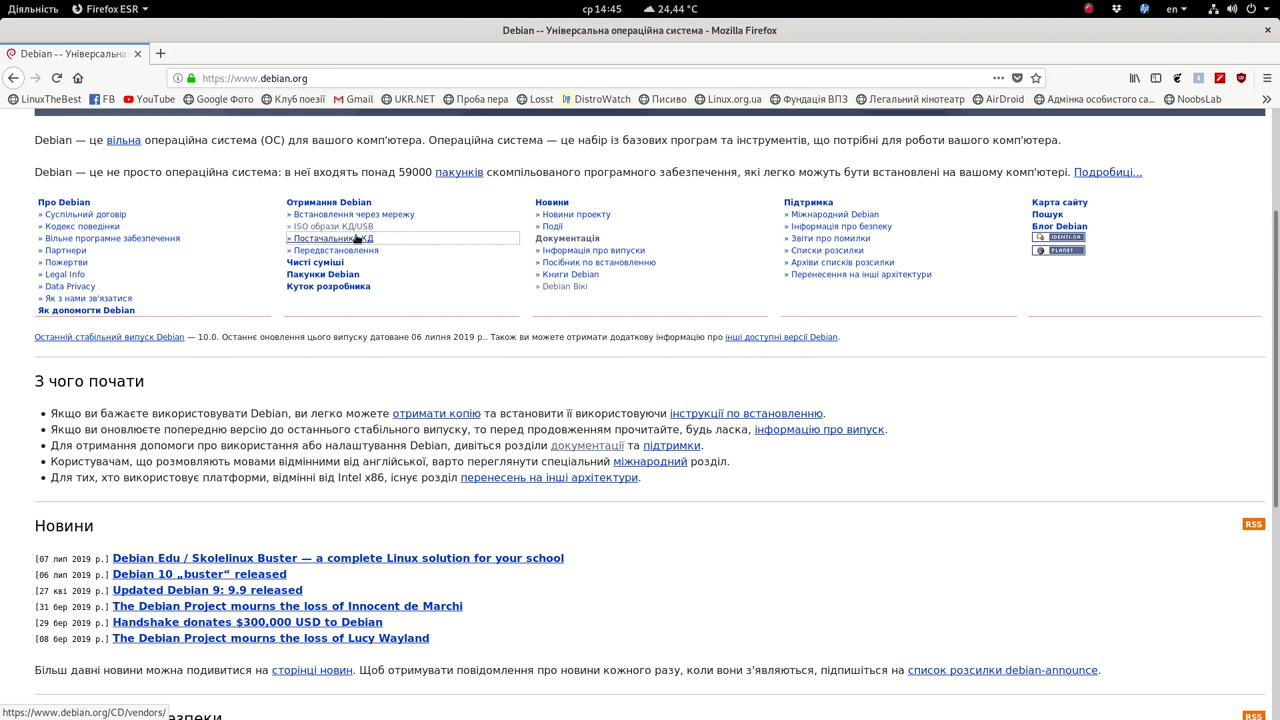 Діяльність Firefox ESR ср 14:45 24,44 °C en
Debian -- Універсальна операційна система - Mozilla Firefox
Debian -- Універсальна
https://www.debian.org
LinuxTheBest FB YouTube Google Фото Клуб поезії Gmail UKR.NET Проба пера Losst DistroWatch Писиво Linux.org.ua Фундація ВПЗ Легальний кінотеатр AirDroid Адмінка особистого са... NoobsLab
Debian — це вільна операційна система (ОС) для вашого комп'ютера. Операційна система — це набір із базових програм та інструментів, що потрібні для роботи вашого комп'ютера.
Debian — це не просто операційна система: в неї входять понад 59000 пакунків скомпільованого програмного забезпечення, які легко можуть бути встановлені на вашому комп'ютері. Подробиці...
Про Debian
» Суспільний договір
» Кодекс поведінки
» Вільне програмне забезпечення
» Партнери
» Пожертви
» Legal Info
» Data Privacy
» Як з нами зв'язатися
Як допомогти Debian
Отримання Debian
» Встановлення через мережу
» ISO образи КД/USB
» Постачальники КД
» Передвстановлення
Чисті суміші
Пакунки Debian
Куток розробника
Новини
» Новини проекту
» Події
Документація
» Інформація про випуски
» Посібник по встановленню
» Книги Debian
» Debian Вікі
Підтримка
» Міжнародний Debian
» Інформація про безпеку
» Звіти про помилки
» Списки розсилки
» Архіви списків розсилки
» Перенесення на інші архітектури
Карта сайту
Пошук
Блог Debian
IDENTI.CA
PLANET
Останній стабільний випуск Debian — 10.0. Останнє оновлення цього випуску датоване 06 липня 2019 р.. Також ви можете отримати додаткову інформацію про інші доступні версії Debian.
З чого почати
• Якщо ви бажаєте використовувати Debian, ви легко можете отримати копію та встановити її використовуючи інструкції по встановленню.
• Якщо ви оновлюєте попередню версію до останнього стабільного випуску, то перед продовженням прочитайте, будь ласка, інформацію про випуск.
• Для отримання допомоги про використання або налаштування Debian, дивіться розділи документації та підтримки.
• Користувачам, що розмовляють мовами відмінними від англійської, варто переглянути спеціальний міжнародний розділ.
• Для тих, хто використовує платформи, відмінні від Intel x86, існує розділ перенесень на інші архітектури.
Новини RSS
[07 лип 2019 р.] Debian Edu / Skolelinux Buster — a complete Linux solution for your school
[06 лип 2019 р.] Debian 10 „buster“ released
[27 кві 2019 р.] Updated Debian 9: 9.9 released
[31 бер 2019 р.] The Debian Project mourns the loss of Innocent de Marchi
[29 бер 2019 р.] Handshake donates $300,000 USD to Debian
[08 бер 2019 р.] The Debian Project mourns the loss of Lucy Wayland
Більш давні новини можна подивитися на сторінці новин. Щоб отримувати повідомлення про новини кожного разу, коли вони з'являються, підпишіться на список розсилки debian-announce.
https://www.debian.org/CD/vendors/
RSS